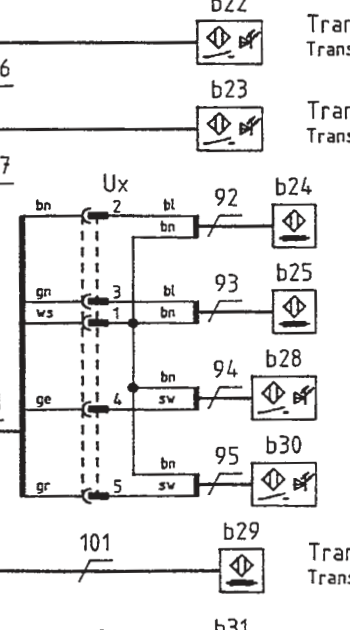 b22
Tran
Trans
6
b23
Tran
Trans
7
Ux
92
b24
bn
2
bl
bn
93
b25
gn
3
bl
ws
1
bn
94
b28
bn
ge
4
sw
95
b30
bn
gr
5
sw
101
b29
Tran
Trans
b31